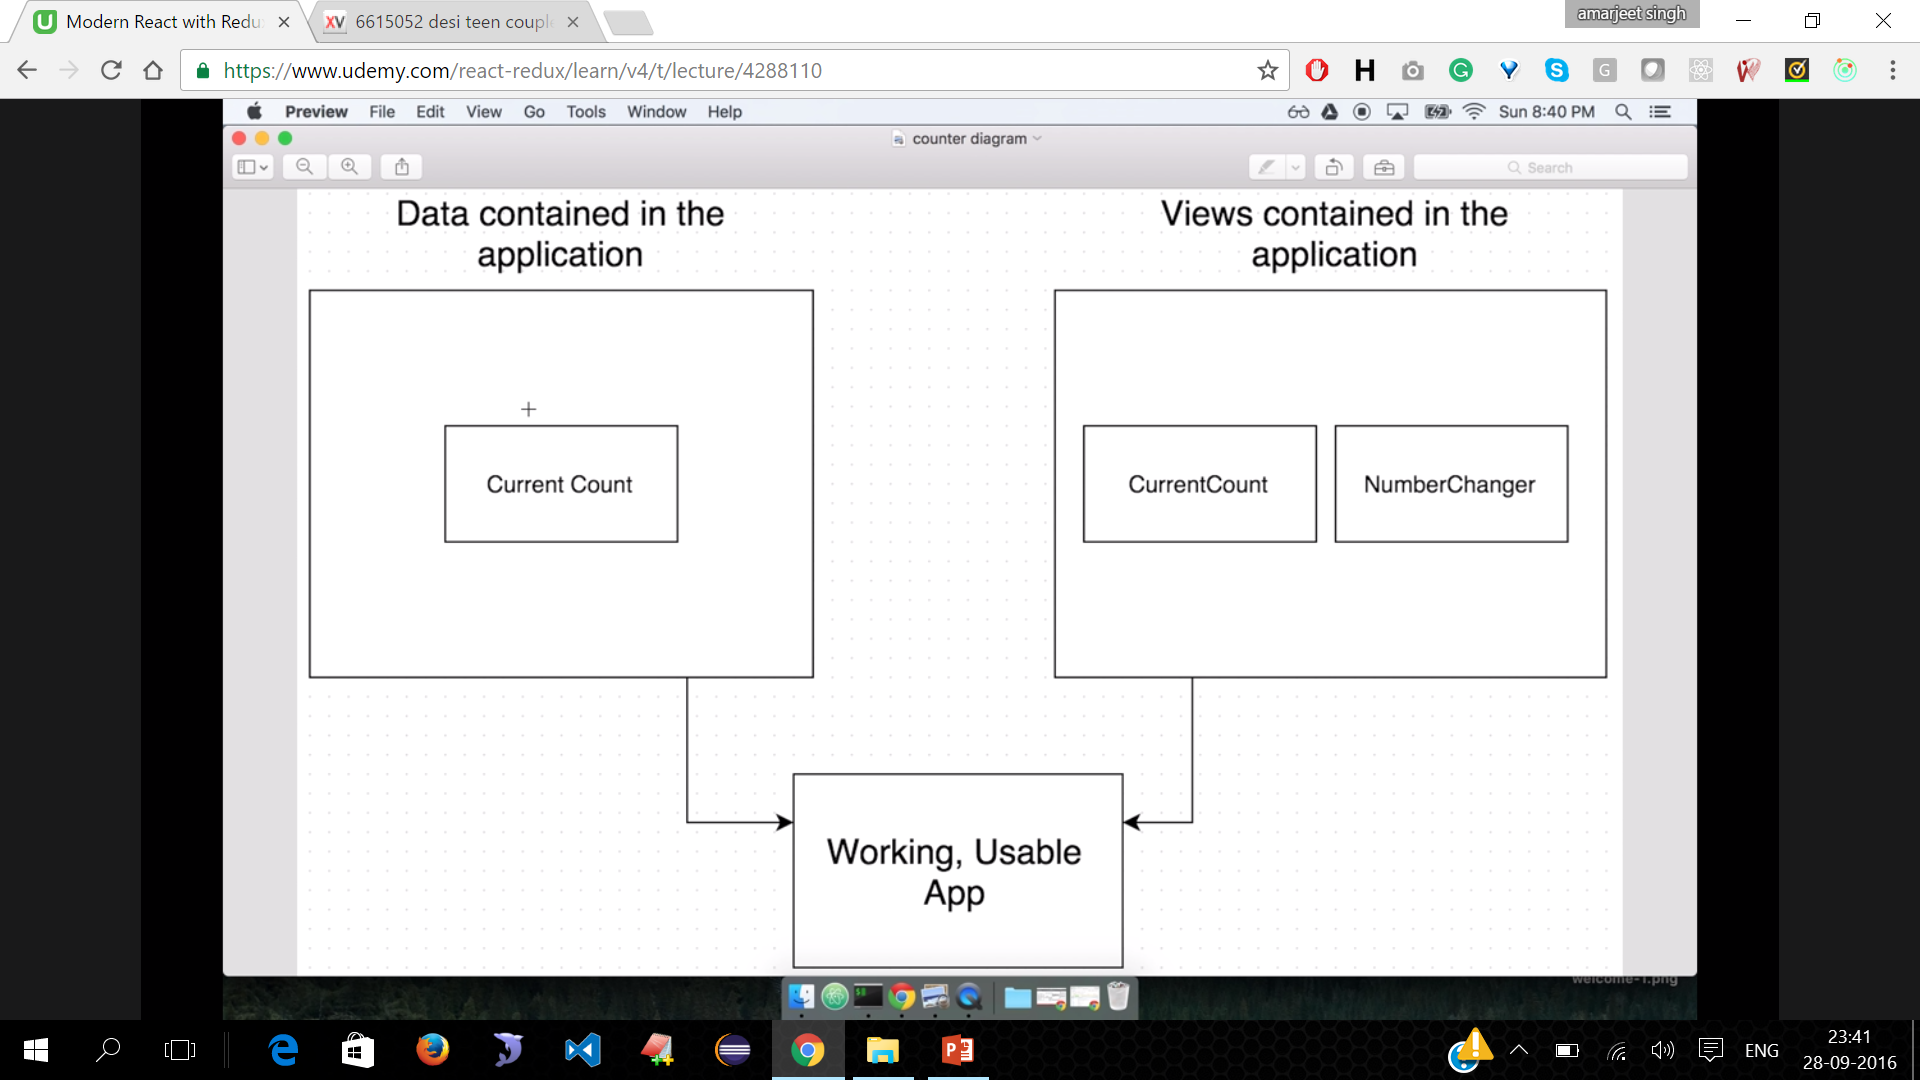 amarjeet singh
Modern React with Redu
6615052 desi teen coupl
https://www.udemy.com/react-redux/learn/v4/t/lecture/4288110
Preview File Edit View Go Tools Window Help
Sun 8:40 PM
counter diagram
Search
Data contained in the
application
Views contained in the
application
Current Count
CurrentCount
NumberChanger
Working, Usable
App
welcome-1.png
ENG
23:41
28-09-2016